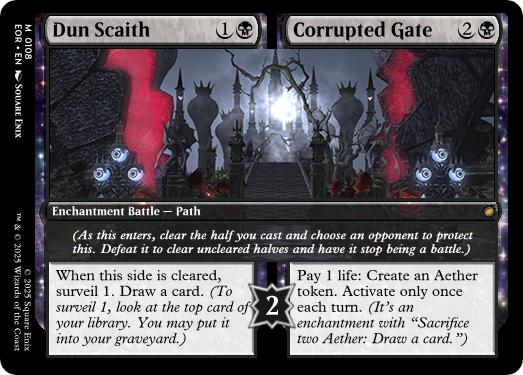 Dun Scaith 1
Corrupted Gate 2
Enchantment Battle — Path
(As this enters, clear the half you cast and choose an opponent to protect
this. Defeat it to clear uncleared halves and have it stop being a battle.)
When this side is cleared,
surveil 1. Draw a card. (To
surveil 1, look at the top card of
your library. You may put it
into your graveyard.)
2
Pay 1 life: Create an Aether
token. Activate only once
each turn. (It's an
enchantment with “Sacrifice
two Aether: Draw a card.”)
M 0108
EOR • EN SQUARE ENIX
™ & © 2025 Wizards of the Coast
© 2025 Square Enix